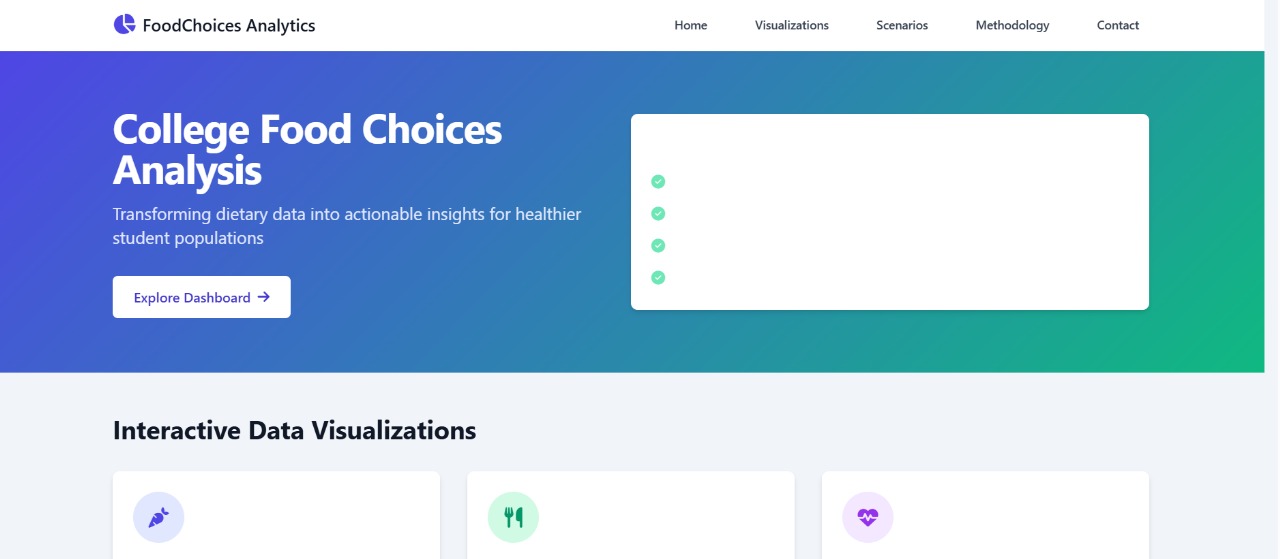 FoodChoices Analytics
Home
Visualizations
Scenarios
Methodology
Contact
College Food Choices
Analysis
Transforming dietary data into actionable insights for healthier
student populations
Explore Dashboard
Interactive Data Visualizations